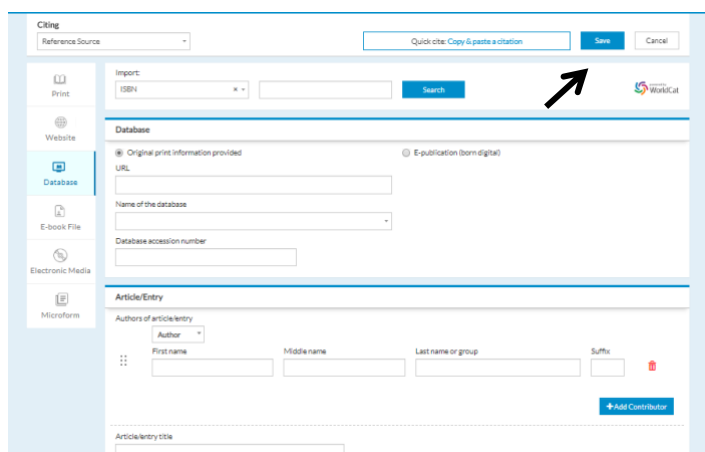 Citing
Reference Source
Quick cite: Copy & paste a citation
Save
Cancel
Print
Website
Database
E-book File
Electronic Media
Microform
Import:
ISBN
Search
WorldCat
Database
Original print information provided
E-publication (born digital)
URL
Name of the database
Database accession number
Article/Entry
Authors of article/entry
Author
First name
Middle name
Last name or group
Suffix
+Add Contributor
Article/entry title